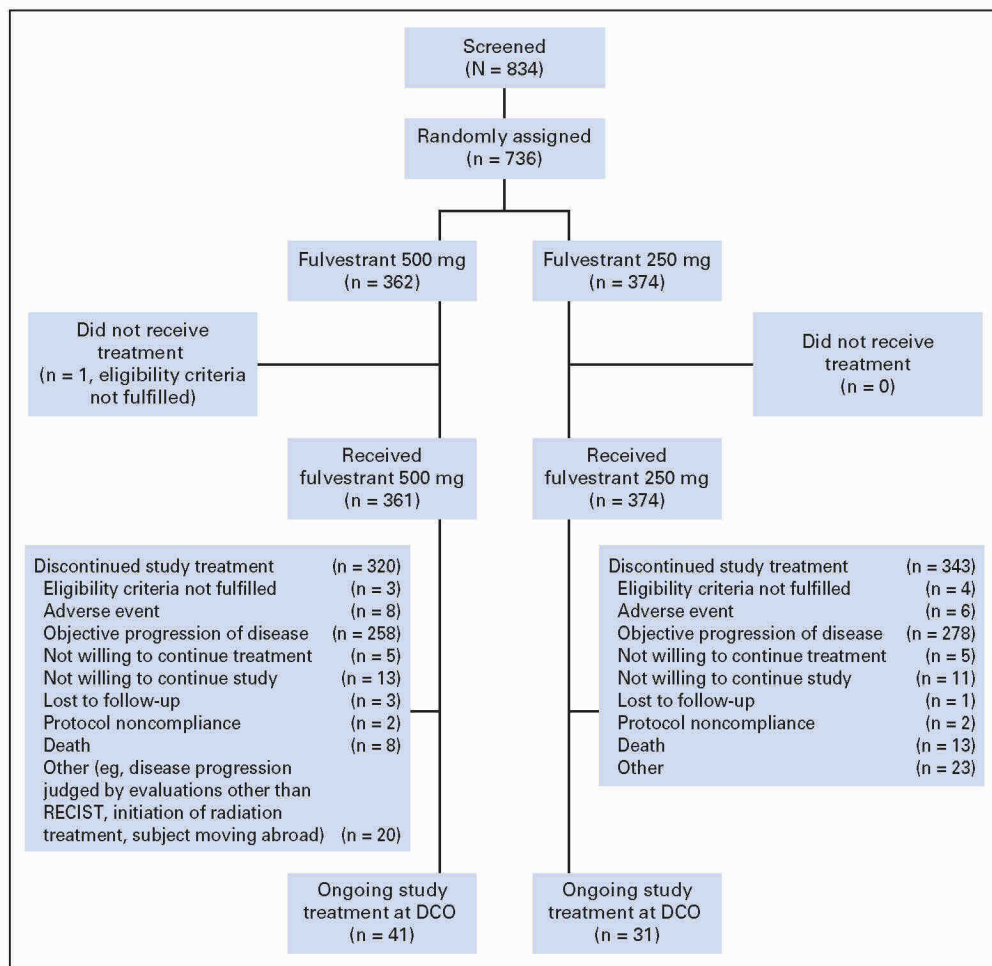 Screened
(N = 834)
Randomly assigned
(n = 736)
Fulvestrant 500 mg
(n = 362)
Fulvestrant 250 mg
(n = 374)
Did not receive
treatment
(n = 1, eligibility criteria
not fulfilled)
Did not receive
treatment
(n = 0)
Received
fulvestrant 500 mg
(n = 361)
Received
fulvestrant 250 mg
(n = 374)
Discontinued study treatment (n = 320)
Eligibility criteria not fulfilled (n = 3)
Adverse event (n = 8)
Objective progression of disease (n = 258)
Not willing to continue treatment (n = 5)
Not willing to continue study (n = 13)
Lost to follow-up (n = 3)
Protocol noncompliance (n = 2)
Death (n = 8)
Other (eg, disease progression
judged by evaluations other than
RECIST, initiation of radiation
treatment, subject moving abroad) (n = 20)
Discontinued study treatment (n = 343)
Eligibility criteria not fulfilled (n = 4)
Adverse event (n = 6)
Objective progression of disease (n = 278)
Not willing to continue treatment (n = 5)
Not willing to continue study (n = 11)
Lost to follow-up (n = 1)
Protocol noncompliance (n = 2)
Death (n = 13)
Other (n = 23)
Ongoing study
treatment at DCO
(n = 41)
Ongoing study
treatment at DCO
(n = 31)